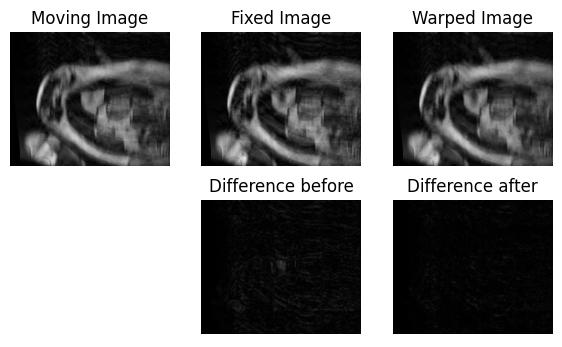 Moving Image
Fixed Image
Warped Image
Difference before
Difference after